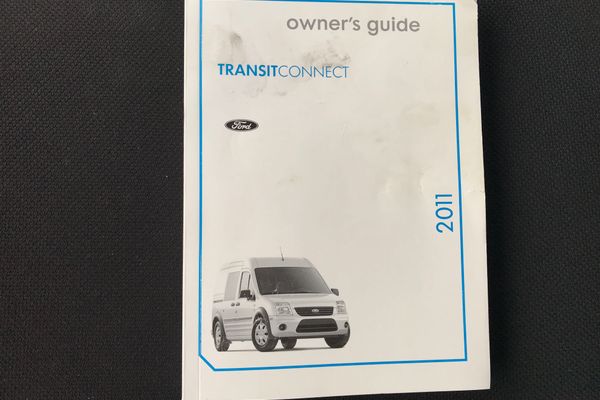 owner's guide
TRANSITCONNECT
Ford
2011